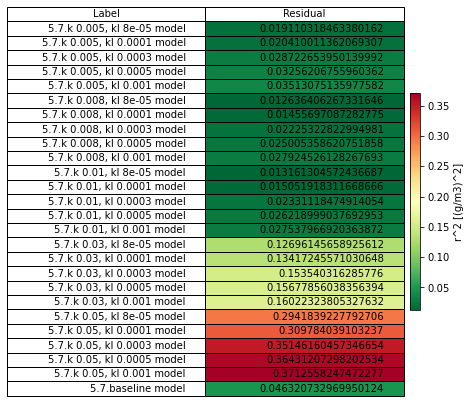 Label Residual
5.7.k 0.005, kl 8e-05 model 0.019110318463380162
5.7.k 0.005, kl 0.0001 model 0.020410011362069307
5.7.k 0.005, kl 0.0003 model 0.028722653950139992
5.7.k 0.005, kl 0.0005 model 0.03256206755960362
5.7.k 0.005, kl 0.001 model 0.03513075135977582
5.7.k 0.008, kl 8e-05 model 0.012636406267331646
5.7.k 0.008, kl 0.0001 model 0.01455697087282775
5.7.k 0.008, kl 0.0003 model 0.02225322822994981
5.7.k 0.008, kl 0.0005 model 0.025005358620751858
5.7.k 0.008, kl 0.001 model 0.027924526128267693
5.7.k 0.01, kl 8e-05 model 0.013161304572436687
5.7.k 0.01, kl 0.0001 model 0.015051918311668666
5.7.k 0.01, kl 0.0003 model 0.02331118474914054
5.7.k 0.01, kl 0.0005 model 0.026218999037692953
5.7.k 0.01, kl 0.001 model 0.027537966920363872
5.7.k 0.03, kl 8e-05 model 0.12696145658925612
5.7.k 0.03, kl 0.0001 model 0.13417245571030648
5.7.k 0.03, kl 0.0003 model 0.153540316285776
5.7.k 0.03, kl 0.0005 model 0.15677856038356394
5.7.k 0.03, kl 0.001 model 0.16022323805327632
5.7.k 0.05, kl 8e-05 model 0.2941839227792706
5.7.k 0.05, kl 0.0001 model 0.309784039103237
5.7.k 0.05, kl 0.0003 model 0.35146160457346654
5.7.k 0.05, kl 0.0005 model 0.36431207298202534
5.7.k 0.05, kl 0.001 model 0.3712558247472277
5.7.baseline model 0.046320732969950124
0.35
0.30
0.25
0.20
0.15
0.10
0.05
r^2 [(g/m3)^2]